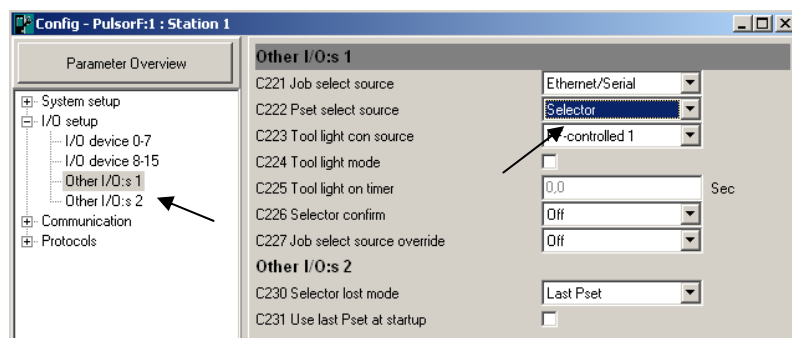 Config - PulsorF:1 : Station 1
Parameter Overview
System setup
I/O setup
I/O device 0-7
I/O device 8-15
Other I/O:s 1
Other I/O:s 2
Communication
Protocols
Other I/O:s 1
C221 Job select source Ethernet/Serial
C222 Pset select source Selector
C223 Tool light con source -controlled 1
C224 Tool light mode
C225 Tool light on timer 0,0 Sec
C226 Selector confirm Off
C227 Job select source override Off
Other I/O:s 2
C230 Selector lost mode Last Pset
C231 Use last Pset at startup